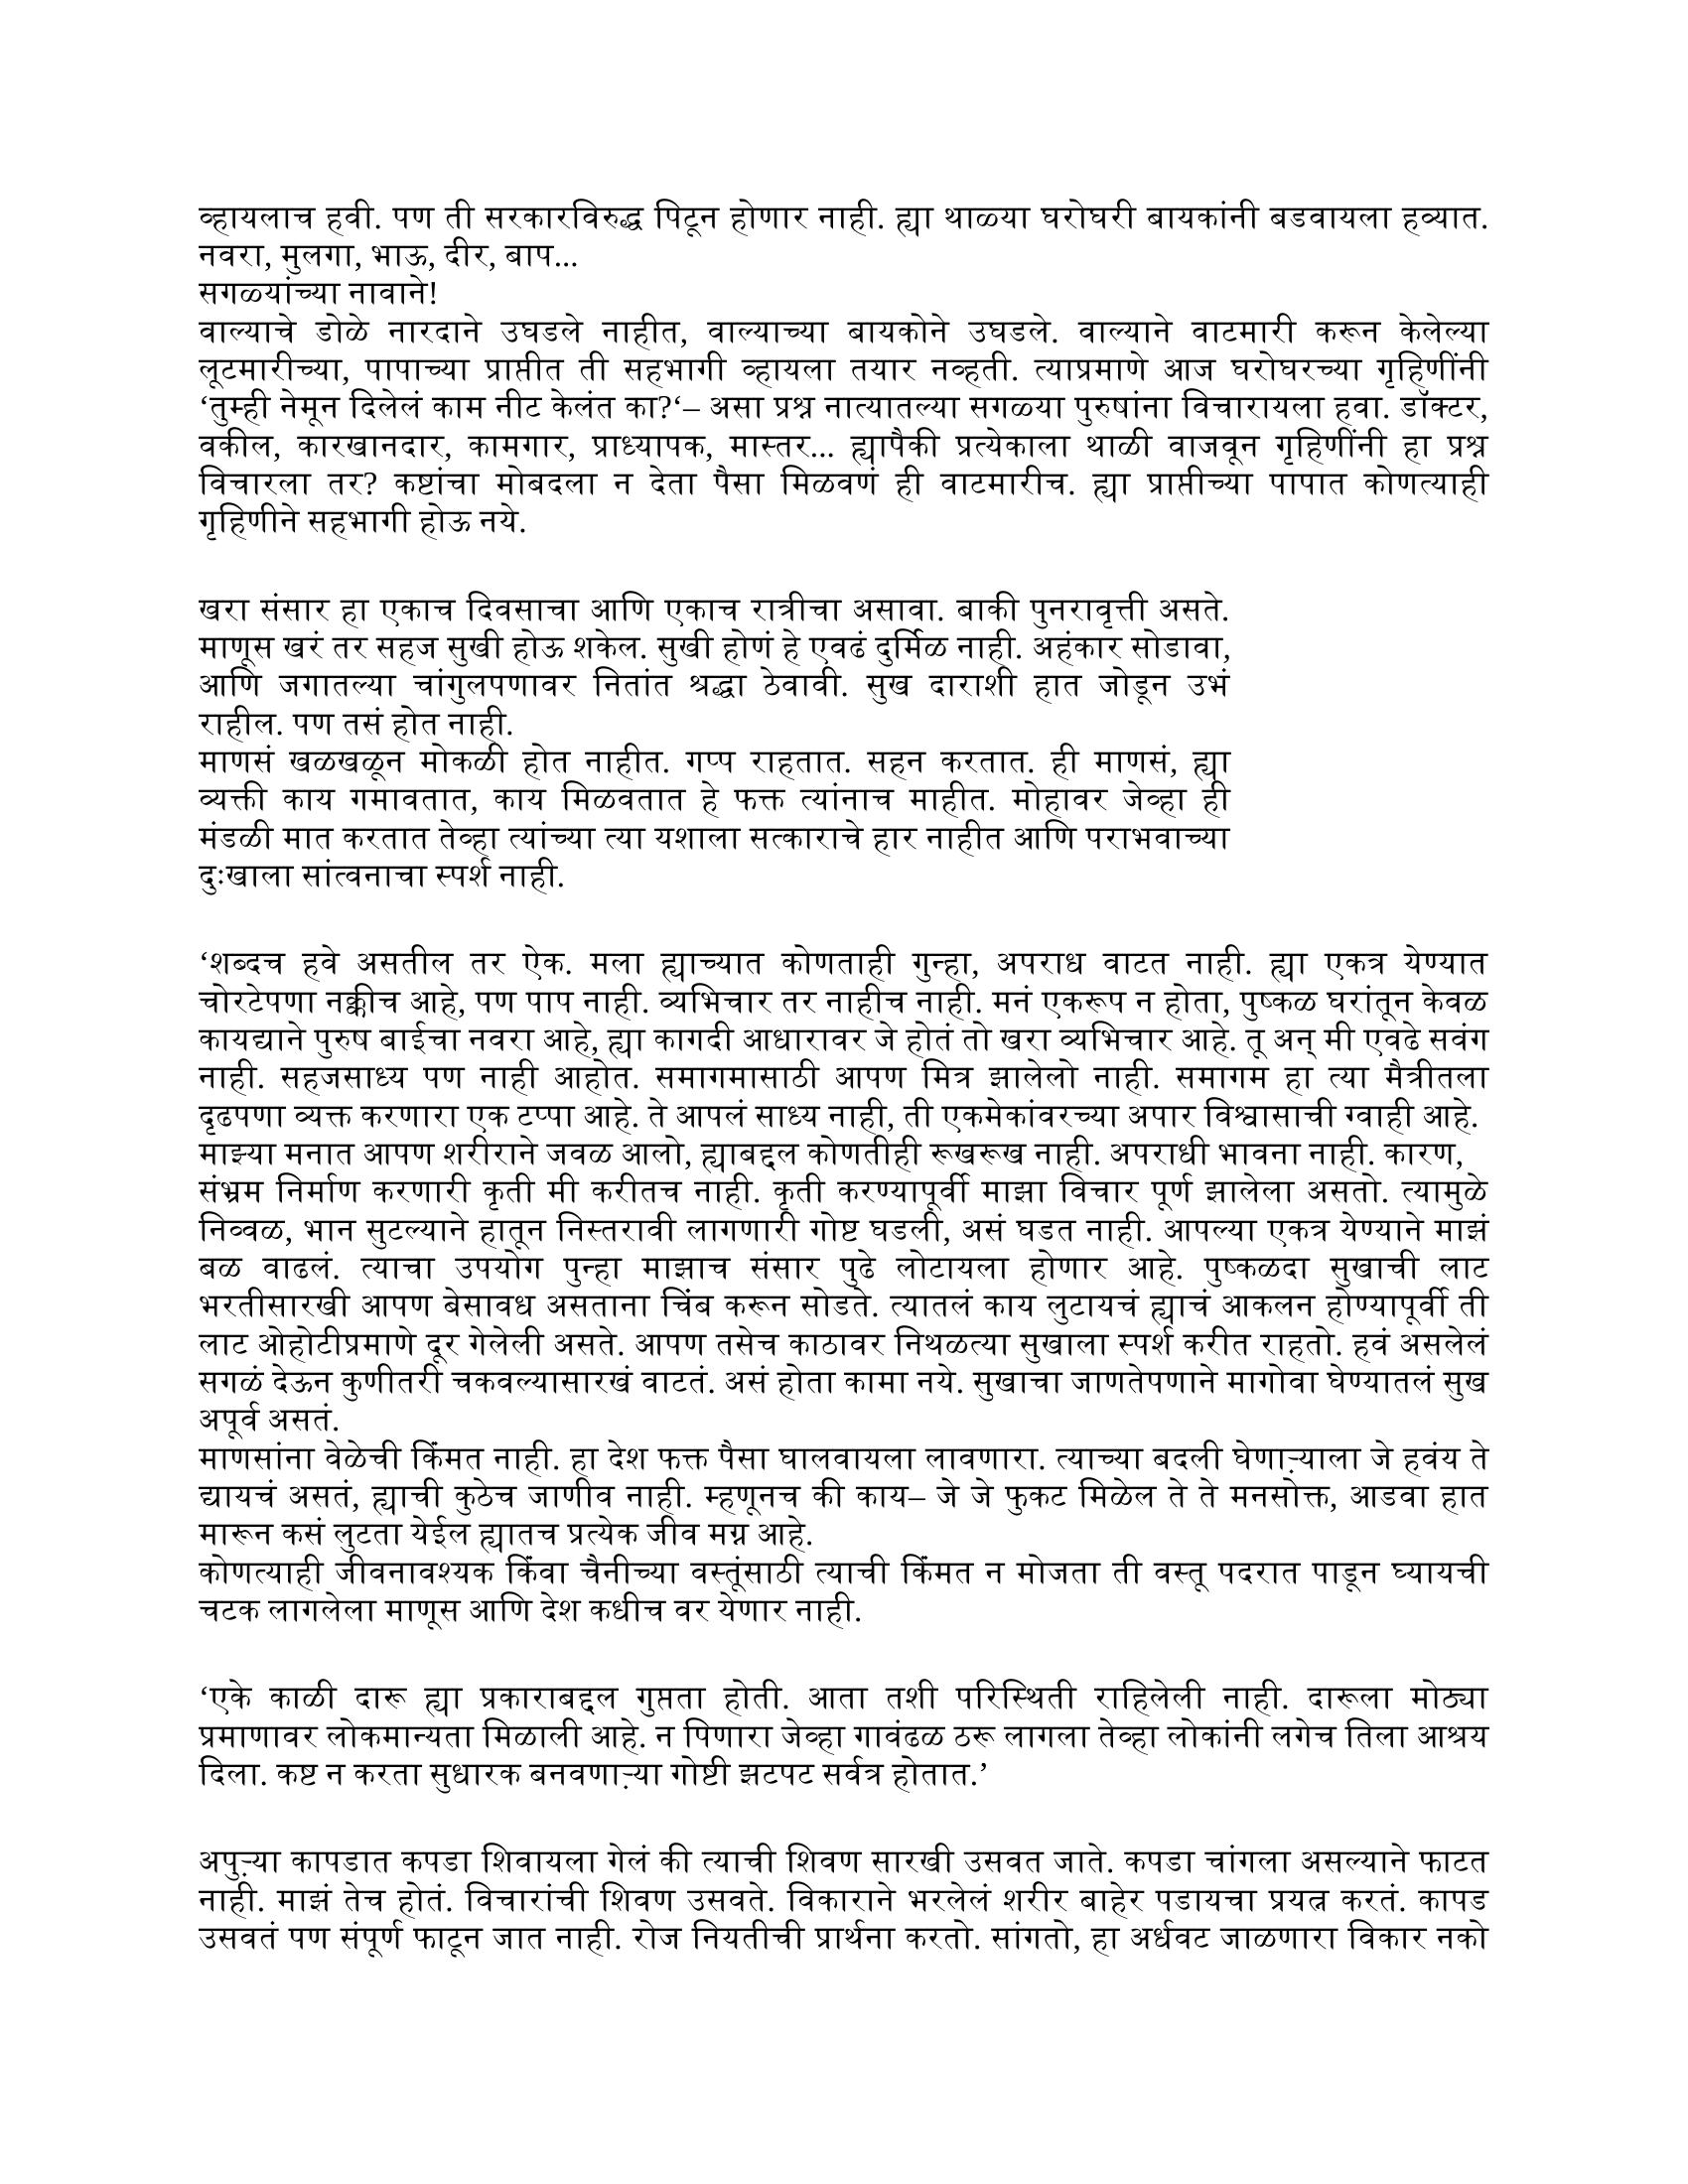 व्हायलाच हवी. पण ती सरकारविरुद्ध पिटून होणार नाही. ह्या थाळ्या घरोघरी बायकांनी बडवायला हव्यात.
नवरा, मुलगा, भाऊ, दीर, बाप...
सगळ्यांच्या नावाने!
वाल्याचे डोळे नारदाने उघडले नाहीत, वाल्याच्या बायकोने उघडले. वाल्याने वाटमारी करून केलेल्या
लूटमारीच्या, पापाच्या प्राप्तीत ती सहभागी व्हायला तयार नव्हती. त्याप्रमाणे आज घरोघरच्या गृहिणींनी
‘तुम्ही नेमून दिलेलं काम नीट केलंत का?‘– असा प्रश्न नात्यातल्या सगळ्या पुरुषांना विचारायला हवा. डॉक्टर,
वकील, कारखानदार, कामगार, प्राध्यापक, मास्तर... ह्यापैकी प्रत्येकाला थाळी वाजवून गृहिणींनी हा प्रश्न
विचारला तर? कष्टांचा मोबदला न देता पैसा मिळवणं ही वाटमारीच. ह्या प्राप्तीच्या पापात कोणत्याही
गृहिणीने सहभागी होऊ नये.
खरा संसार हा एकाच दिवसाचा आणि एकाच रात्रीचा असावा. बाकी पुनरावृत्ती असते.
माणूस खरं तर सहज सुखी होऊ शकेल. सुखी होणं हे एवढं दुर्मिळ नाही. अहंकार सोडावा,
आणि जगातल्या चांगुलपणावर नितांत श्रद्धा ठेवावी. सुख दाराशी हात जोडून उभं
राहील. पण तसं होत नाही.
माणसं खळखळून मोकळी होत नाहीत. गप्प राहतात. सहन करतात. ही माणसं, ह्या
व्यक्ती काय गमावतात, काय मिळवतात हे फक्त त्यांनाच माहीत. मोहावर जेव्हा ही
मंडळी मात करतात तेव्हा त्यांच्या त्या यशाला सत्काराचे हार नाहीत आणि पराभवाच्या
दुःखाला सांत्वनाचा स्पर्श नाही.
‘शब्दच हवे असतील तर ऐक. मला ह्याच्यात कोणताही गुन्हा, अपराध वाटत नाही. ह्या एकत्र येण्यात
चोरटेपणा नक्कीच आहे, पण पाप नाही. व्यभिचार तर नाहीच नाही. मनं एकरूप न होता, पुष्कळ घरांतून केवळ
कायद्याने पुरुष बाईचा नवरा आहे, ह्या कागदी आधारावर जे होतं तो खरा व्यभिचार आहे. तू अन् मी एवढे सवंग
नाही. सहजसाध्य पण नाही आहोत. समागमासाठी आपण मित्र झालेलो नाही. समागम हा त्या मैत्रीतला
दृढपणा व्यक्त करणारा एक टप्पा आहे. ते आपलं साध्य नाही, ती एकमेकांवरच्या अपार विश्वासाची ग्वाही आहे.
माझ्या मनात आपण शरीराने जवळ आलो, ह्याबद्दल कोणतीही रूखरूख नाही. अपराधी भावना नाही. कारण,
संभ्रम निर्माण करणारी कृती मी करीतच नाही. कृती करण्यापूर्वी माझा विचार पूर्ण झालेला असतो. त्यामुळे
निव्वळ, भान सुटल्याने हातून निस्तरावी लागणारी गोष्ट घडली, असं घडत नाही. आपल्या एकत्र येण्याने माझं
बळ वाढलं. त्याचा उपयोग पुन्हा माझाच संसार पुढे लोटायला होणार आहे. पुष्कळदा सुखाची लाट
भरतीसारखी आपण बेसावध असताना चिंब करून सोडते. त्यातलं काय लुटायचं ह्याचं आकलन होण्यापूर्वी ती
लाट ओहोटीप्रमाणे दूर गेलेली असते. आपण तसेच काठावर निथळत्या सुखाला स्पर्श करीत राहतो. हवं असलेलं
सगळं देऊन कुणीतरी चकवल्यासारखं वाटतं. असं होता कामा नये. सुखाचा जाणतेपणाने मागोवा घेण्यातलं सुख
अपूर्व असतं.
माणसांना वेळेची किंमत नाही. हा देश फक्त पैसा घालवायला लावणारा. त्याच्या बदली घेणाऱ्याला जे हवंय ते
द्यायचं असतं, ह्याची कुठेच जाणीव नाही. म्हणूनच की काय– जे जे फुकट मिळेल ते ते मनसोक्त, आडवा हात
मारून कसं लुटता येईल ह्यातच प्रत्येक जीव मग्न आहे.
कोणत्याही जीवनावश्यक किंवा चैनीच्या वस्तूंसाठी त्याची किंमत न मोजता ती वस्तू पदरात पाडून घ्यायची
चटक लागलेला माणूस आणि देश कधीच वर येणार नाही.
‘एके काळी दारू ह्या प्रकाराबद्दल गुप्तता होती. आता तशी परिस्थिती राहिलेली नाही. दारूला मोठ्या
प्रमाणावर लोकमान्यता मिळाली आहे. न पिणारा जेव्हा गावंढळ ठरू लागला तेव्हा लोकांनी लगेच तिला आश्रय
दिला. कष्ट न करता सुधारक बनवणाऱ्या गोष्टी झटपट सर्वत्र होतात.’
अपुऱ्या कापडात कपडा शिवायला गेलं की त्याची शिवण सारखी उसवत जाते. कपडा चांगला असल्याने फाटत
नाही. माझं तेच होतं. विचारांची शिवण उसवते. विकाराने भरलेलं शरीर बाहेर पडायचा प्रयत्न करतं. कापड
उसवतं पण संपूर्ण फाटून जात नाही. रोज नियतीची प्रार्थना करतो. सांगतो, हा अर्धवट जाळणारा विकार नको